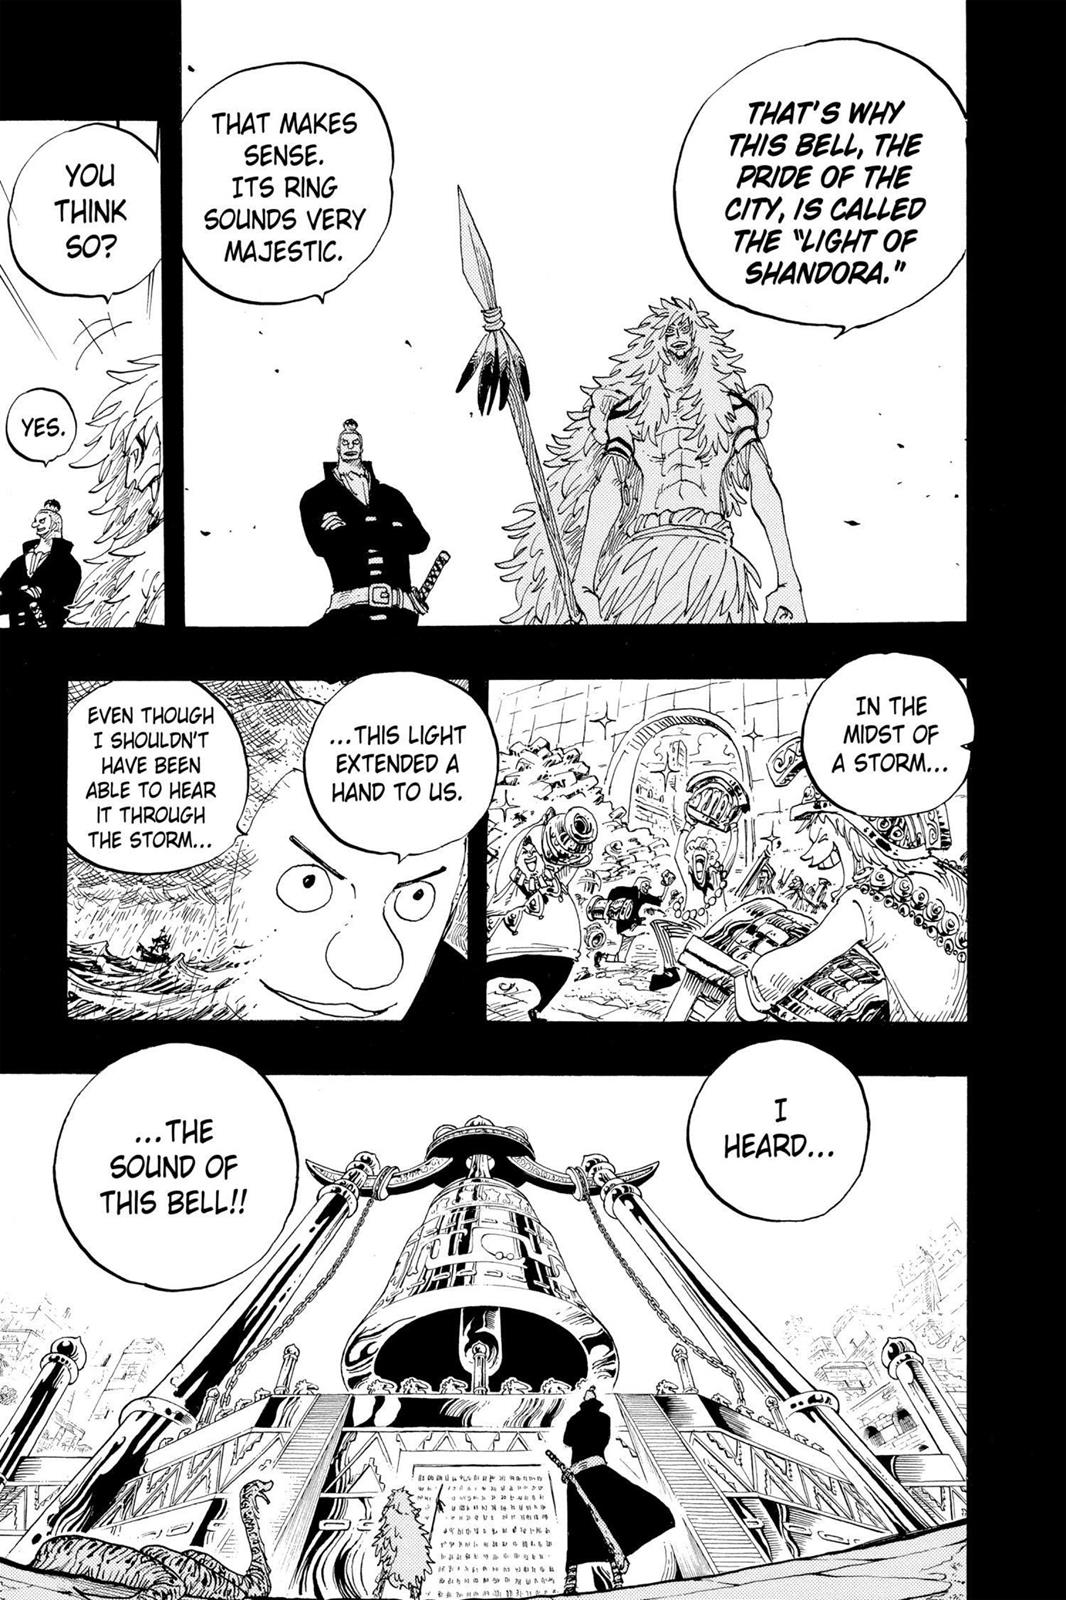 THAT'S WHY
THIS BELL, THE
PRIDE OF THE
CITY, IS CALLED
THE "LIGHT OF
SHANDORA."
THAT MAKES
SENSE.
ITS RING
SOUNDS VERY
MAJESTIC.
YOU
THINK
SO?
YES.
IN THE
MIDST OF
A STORM...
...THIS LIGHT
EXTENDED A
HAND TO US.
EVEN THOUGH
I SHOULDN'T
HAVE BEEN
ABLE TO HEAR
IT THROUGH
THE STORM...
I
HEARD...
...THE
SOUND OF
THIS BELL!!